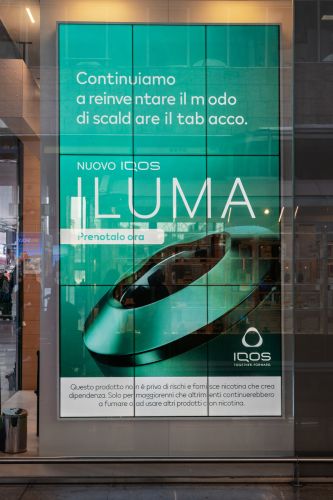 Continuiamo
a reinventare il modo
di scaldare il tabacco.
NUOVO IQOS
ILUMA
Prenotalo ora
IQOS
TOGETHER. FORWARD.
Questo prodotto non è privo di rischi e fornisce nicotina che crea
dipendenza. Solo per maggiorenni che altrimenti continuerebbero
a fumare o ad usare altri prodotti con nicotina.